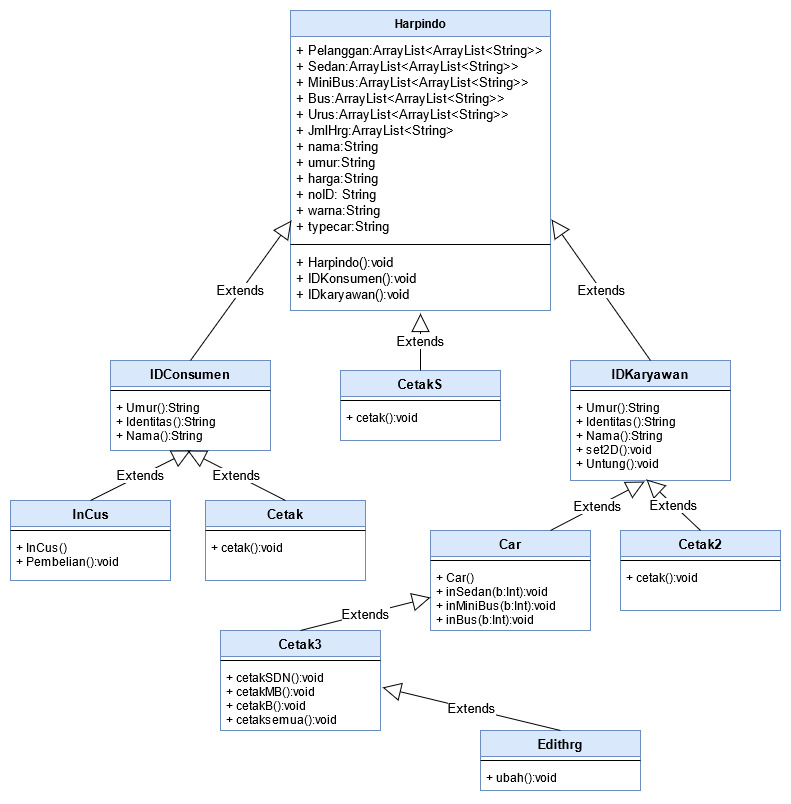 Harpindo
+ Pelanggan:ArrayList<ArrayList<String>>
+ Sedan:ArrayList<ArrayList<String>>
+ MiniBus:ArrayList<ArrayList<String>>
+ Bus:ArrayList<ArrayList<String>>
+ Urus:ArrayList<ArrayList<String>>
+ JmlHrg:ArrayList<String>
+ nama:String
+ umur:String
+ harga:String
+ noID: String
+ warna:String
+ typecar:String
+ Harpindo():void
+ IDKonsumen():void
+ IDkaryawan():void
Extends
Extends
Extends
IDConsumen
+ Umur():String
+ Identitas():String
+ Nama():String
CetakS
+ cetak():void
IDKaryawan
+ Umur():String
+ Identitas():String
+ Nama():String
+ set2D():void
+ Untung():void
Extends
Extends
Extends
Extends
InCus
+ InCus()
+ Pembelian():void
Cetak
+ cetak():void
Car
+ Car()
+ inSedan(b:Int):void
+ inMiniBus(b:Int):void
+ inBus(b:Int):void
Cetak2
+ cetak():void
Extends
Cetak3
+ cetakSDN():void
+ cetakMB():void
+ cetakB():void
+ cetaksemua():void
Extends
Edithrg
+ ubah():void